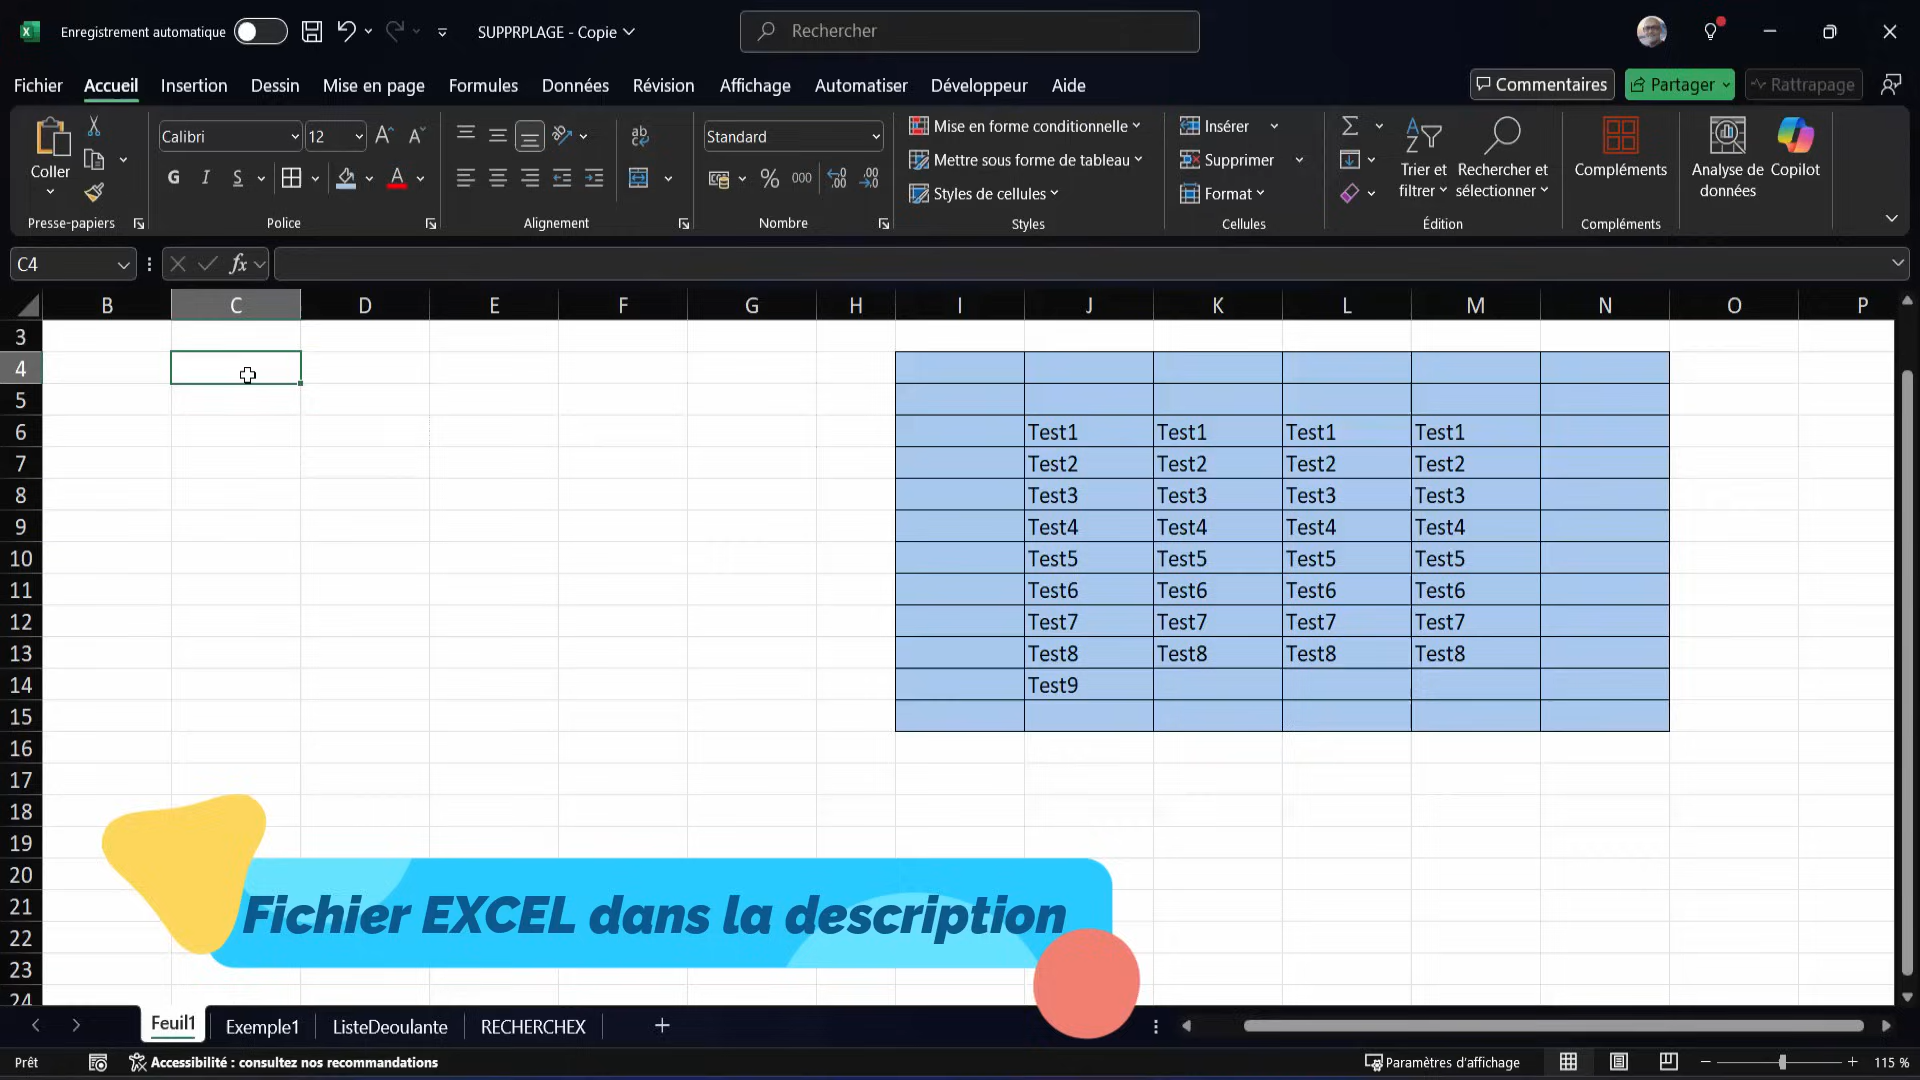 Enregistrement automatique SUPPRPLAGE - Copie Rechercher
Fichier Accueil Insertion Dessin Mise en page Formules Données Révision Affichage Automatiser Développeur Aide Commentaires Partager Rattrapage
Coller
Presse-papiers
Calibri 12
G I S
Police
ab
Alignement
Standard
% 000
Nombre
Mise en forme conditionnelle
Mettre sous forme de tableau
Styles de cellules
Styles
Insérer
Supprimer
Format
Cellules
Trier et
filtrer
Rechercher et
sélectionner
Édition
Compléments
Compléments
Analyse de
données
Copilot
C4 fx
B C D E F G H I J K L M N O P
3
4
5
6 Test1 Test1 Test1 Test1
7 Test2 Test2 Test2 Test2
8 Test3 Test3 Test3 Test3
9 Test4 Test4 Test4 Test4
10 Test5 Test5 Test5 Test5
11 Test6 Test6 Test6 Test6
12 Test7 Test7 Test7 Test7
13 Test8 Test8 Test8 Test8
14 Test9
15
16
17
18
19
20
21
22
23
24
Fichier EXCEL dans la description
Feuil1 Exemple1 ListeDeoulante RECHERCHEX
Prêt Accessibilité : consultez nos recommandations Paramètres d'affichage 115 %